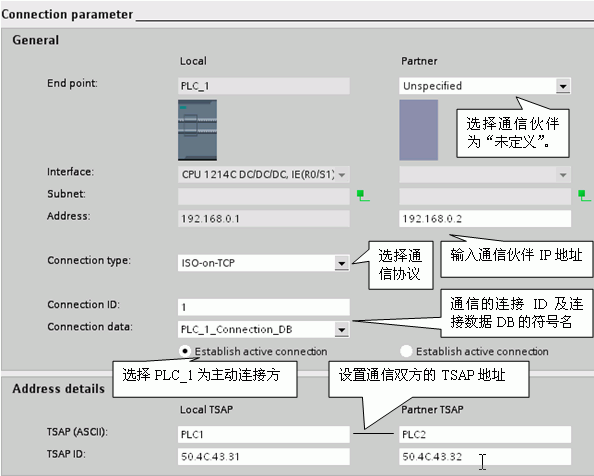 Connection parameter
General
Local Partner
End point: PLC_1 Unspecified
选择通信伙伴
为“未定义”。
Interface: CPU 1214C DC/DC/DC, IE(R0/S1)
Subnet:
Address: 192.168.0.1 192.168.0.2
选择通
信协议
输入通信伙伴 IP 地址
Connection type: ISO-on-TCP
通信的连接 ID 及连
接数据 DB 的符号名
Connection ID: 1
Connection data: PLC_1_Connection_DB
Establish active connection Establish active connection
选择 PLC_1 为主动连接方
设置通信双方的 TSAP 地址
Address details
Local TSAP Partner TSAP
TSAP (ASCII): PLC1 PLC2
TSAP ID: 50.4C.43.31 50.4C.43.32